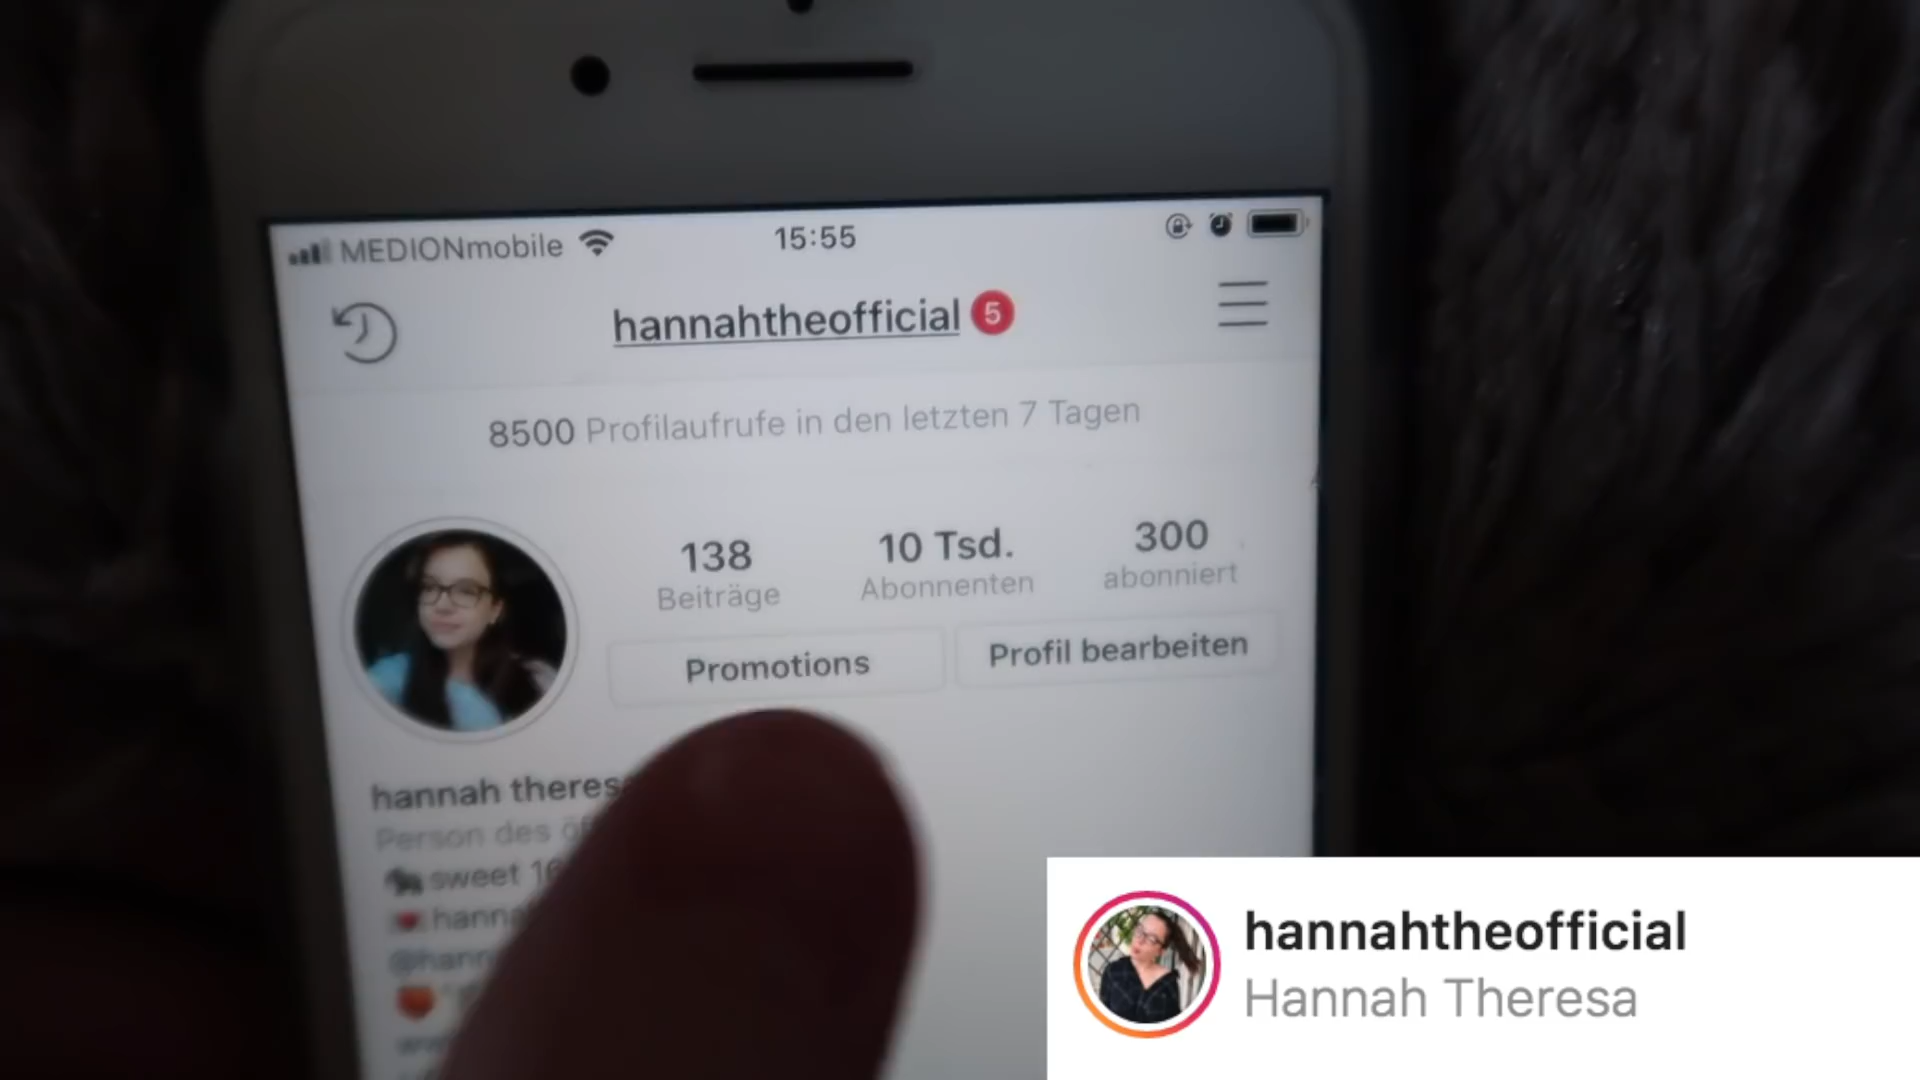 MEDIONmobile 15:55
hannahtheofficial 5
8500 Profilaufrufe in den letzten 7 Tagen
138 10 Tsd. 300
Beiträge Abonnenten abonniert
Promotions Profil bearbeiten
hannah
Person des
sweet
hannahtheofficial
Hannah Theresa